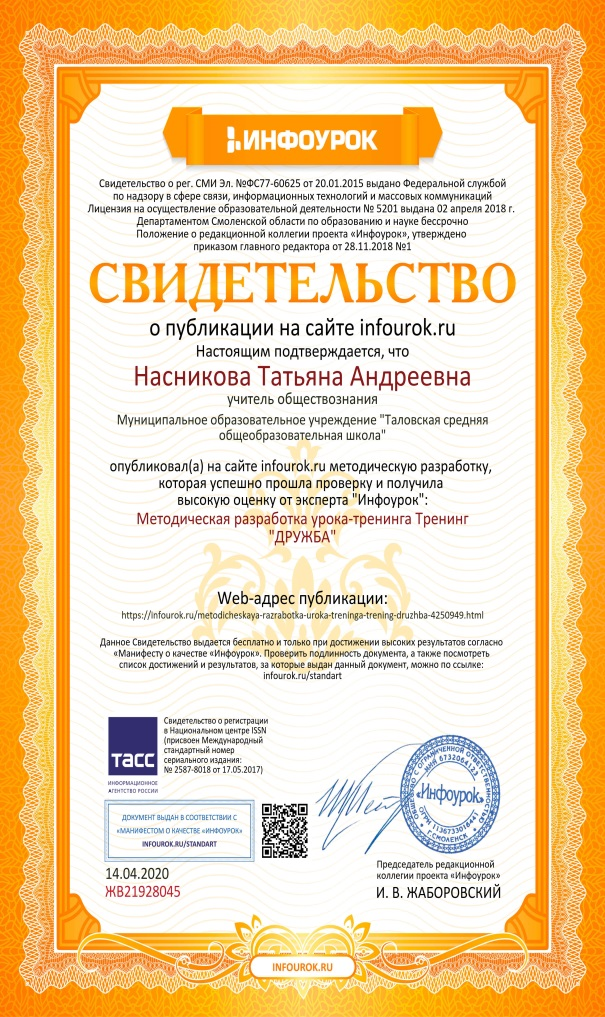 ИНФОУРОК
Свидетельство о рег. СМИ Эл. №ФС77-60625 от 20.01.2015 выдано Федеральной службой
по надзору в сфере связи, информационных технологий и массовых коммуникаций
Лицензия на осуществление образовательной деятельности № 5201 выдана 02 апреля 2018 г.
Департаментом Смоленской области по образованию и науке бессрочно
Положение о редакционной коллегии проекта «Инфоурок», утверждено
приказом главного редактора от 28.11.2018 №1
СВИДЕТЕЛЬСТВО
о публикации на сайте infourok.ru
Настоящим подтверждается, что
Насникова Татьяна Андреевна
учитель обществознания
Муниципальное образовательное учреждение "Таловская средняя
общеобразовательная школа"
опубликовал(а) на сайте infourok.ru методическую разработку,
которая успешно прошла проверку и получила
высокую оценку от эксперта "Инфоурок":
Методическая разработка урока-тренинга Тренинг
"ДРУЖБА"
Web-адрес публикации:
https://infourok.ru/metodicheskaya-razrabotka-uroka-treninga-trening-druzhba-4250949.html
Данное Свидетельство выдается бесплатно и только при достижении высоких результатов согласно
«Манифесту о качестве «Инфоурок». Проверить подлинность документа, а также посмотреть
список достижений и результатов, за которые выдан данный документ, можно по ссылке:
infourok.ru/standart
ТАСС
ИНФОРМАЦИОННОЕ
АГЕНТСТВО РОССИИ
Свидетельство о регистрации
в Национальном центре ISSN
(присвоен Международный
стандартный номер
сериального издания:
№ 2587-8018 от 17.05.2017)
ДОКУМЕНТ ВЫДАН В СООТВЕТСТВИИ С
«МАНИФЕСТОМ О КАЧЕСТВЕ «ИНФОУРОК»
INFOUROK.RU/STANDART
ОБЩЕСТВО С ОГРАНИЧЕННОЙ ОТВЕТСТВЕННОСТЬЮ
ИНН 6732064123
«Инфоурок»
ОГРН 1136733018441
Г.СМОЛЕНСК
14.04.2020
ЖВ21928045
Председатель редакционной
коллегии проекта «Инфоурок»
И. В. ЖАБОРОВСКИЙ
INFOUROK.RU